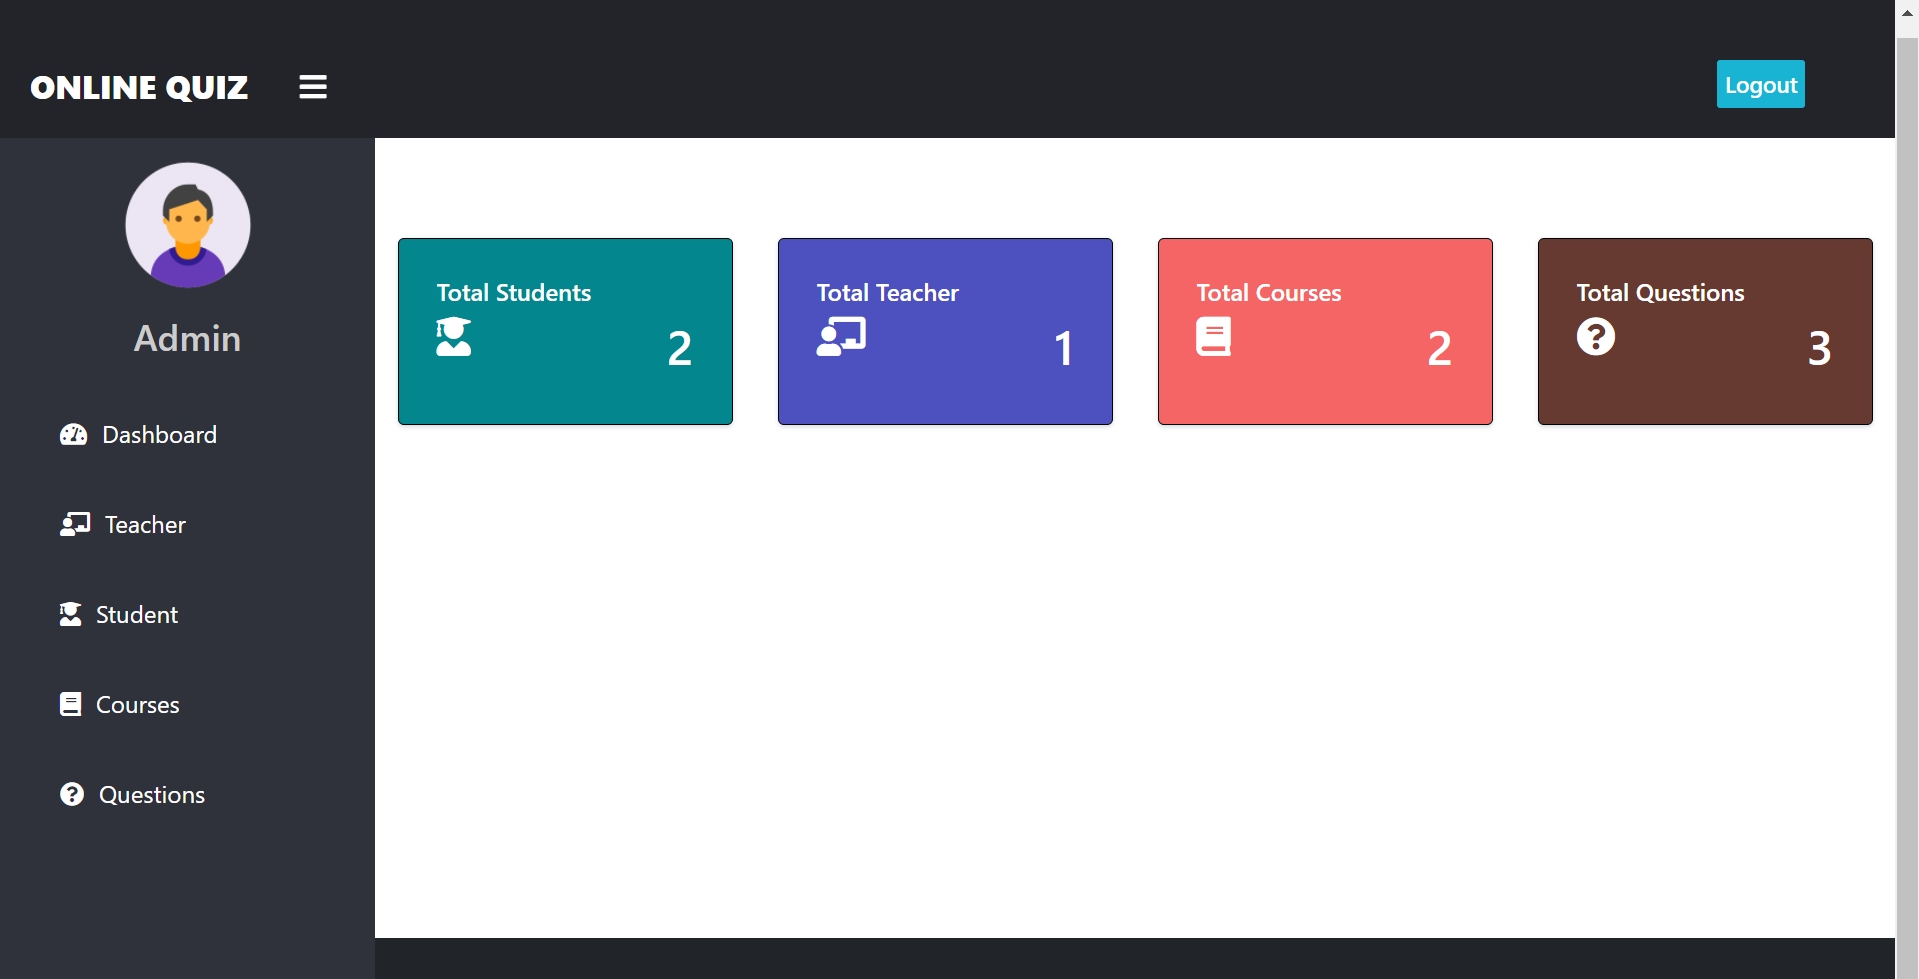 ONLINE QUIZ
Logout
Admin
Dashboard
Teacher
Student
Courses
Questions
Total Students
2
Total Teacher
1
Total Courses
2
Total Questions
3